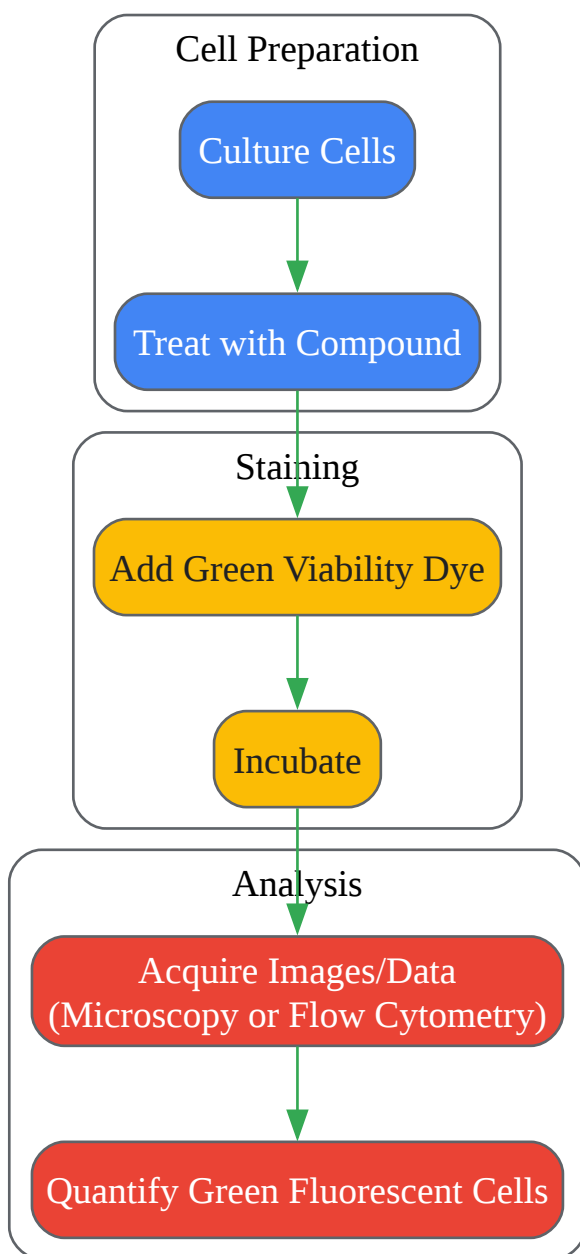 Cell Preparation
Culture Cells
Treat with Compound
Staining
Add Green Viability Dye
Incubate
Analysis
Acquire Images/Data
(Microscopy or Flow Cytometry)
Quantify Green Fluorescent Cells